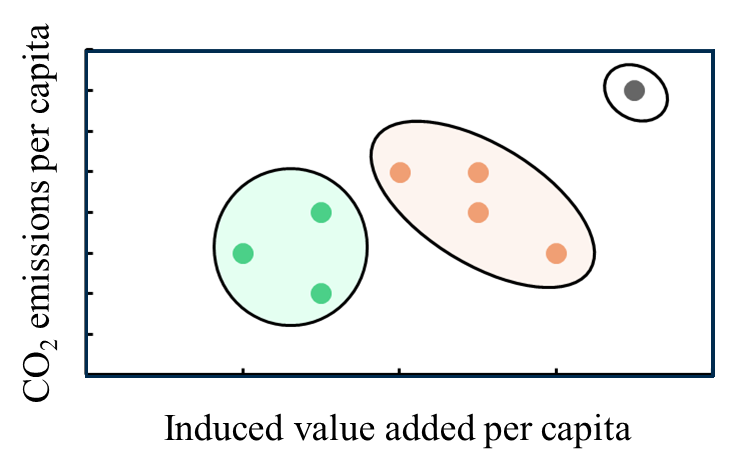 CO₂ emissions per capita
Induced value added per capita